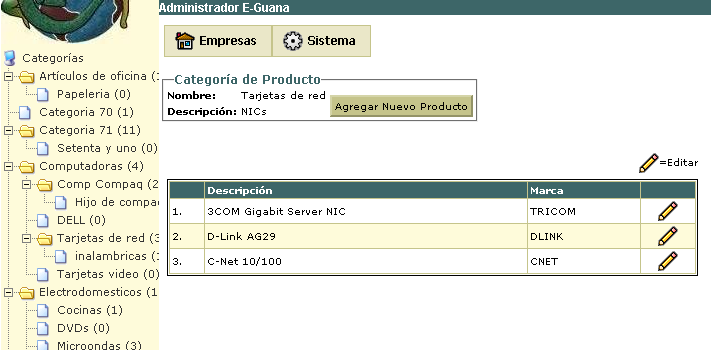 Administrador E-Guana
Empresas
Sistema
Categorías
Artículos de oficina (
Papeleria (0)
Categoria 70 (1)
Categoria 71 (11)
Setenta y uno (0)
Computadoras (4)
Comp Compaq (2
Hijo de compa
DELL (0)
Tarjetas de red (3
inalambricas (
Tarjetas video (0)
Electrodomesticos (1
Cocinas (1)
DVDs (0)
Microondas (3)
Categoría de Producto
Nombre: Tarjetas de red
Descripción: NICs
Agregar Nuevo Producto
=Editar
Descripción Marca
1. 3COM Gigabit Server NIC TRICOM
2. D-Link AG29 DLINK
3. C-Net 10/100 CNET